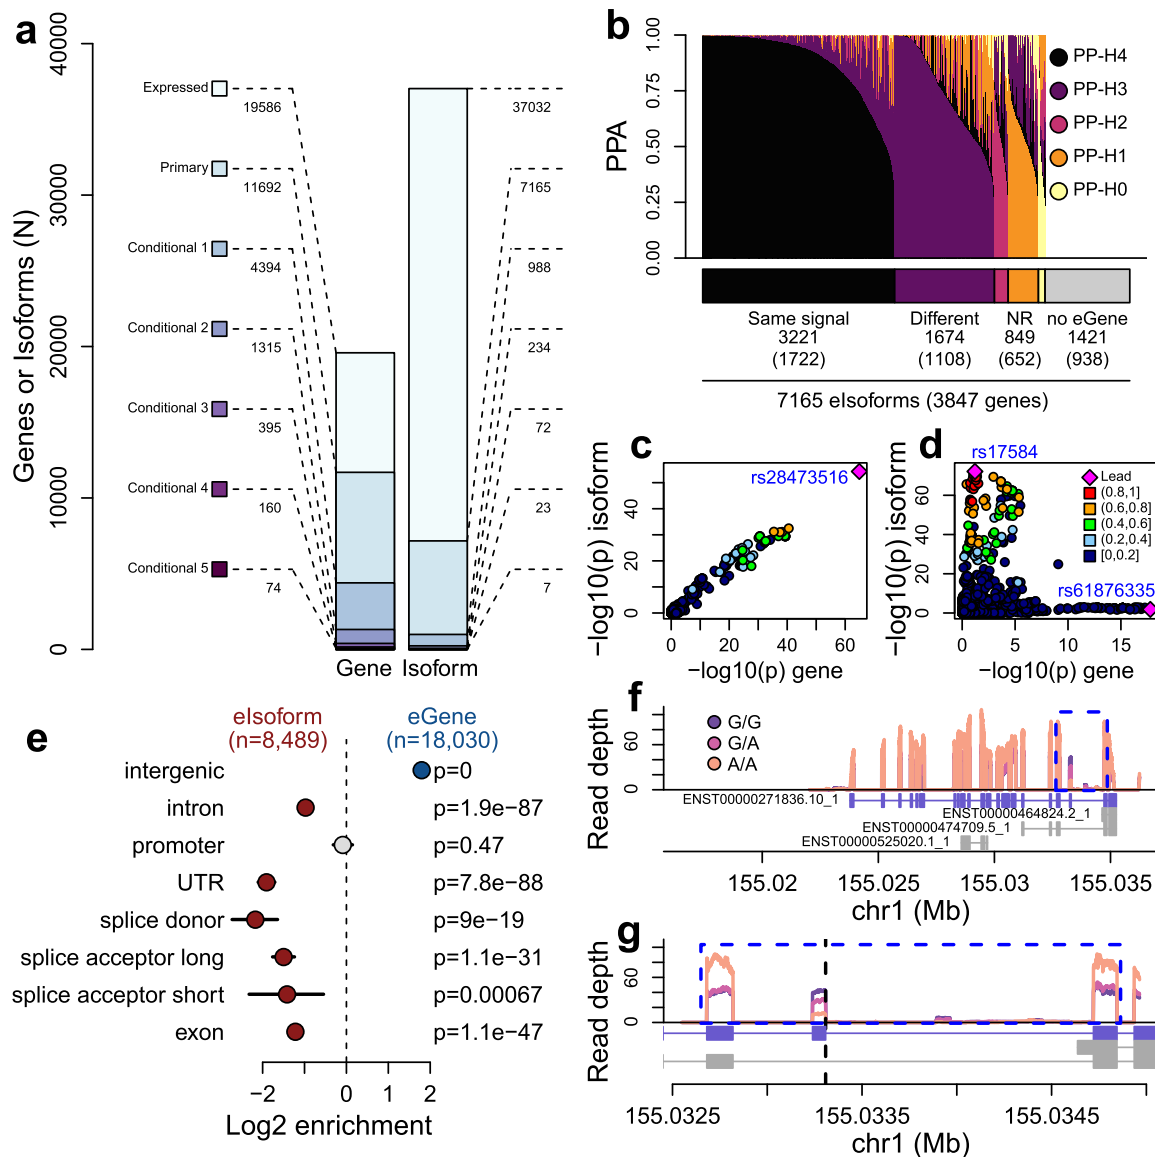 a
Genes or Isoforms (N)
0
10000
20000
30000
40000
Expressed
19586
Primary
11692
Conditional 1
4394
Conditional 2
1315
Conditional 3
395
Conditional 4
160
Conditional 5
74
37032
7165
988
234
72
23
7
Gene
Isoform
b
PPA
0.00
0.25
0.50
0.75
1.00
PP−H4
PP−H3
PP−H2
PP−H1
PP−H0
Same signal
3221
(1722)
Different
1674
(1108)
NR
849
(652)
no eGene
1421
(938)
7165 eIsoforms (3847 genes)
c
−log10(p) isoform
0
20
40
rs28473516
0
20
40
60
−log10(p) gene
d
−log10(p) isoform
0
20
40
60
rs17584
Lead
(0.8,1]
(0.6,0.8]
(0.4,0.6]
(0.2,0.4]
[0,0.2]
rs61876335
0
5
10
15
−log10(p) gene
e
eIsoform
(n=8,489)
eGene
(n=18,030)
intergenic
p=0
intron
p=1.9e−87
promoter
p=0.47
UTR
p=7.8e−88
splice donor
p=9e−19
splice acceptor long
p=1.1e−31
splice acceptor short
p=0.00067
exon
p=1.1e−47
−2
0
1
2
Log2 enrichment
f
Read depth
0
60
G/G
G/A
A/A
ENST00000271836.10_1
ENST00000464824.2_1
ENST00000474709.5_1
ENST00000525020.1_1
155.02
155.025
155.03
155.035
chr1 (Mb)
g
Read depth
0
60
155.0325
155.0335
155.0345
chr1 (Mb)